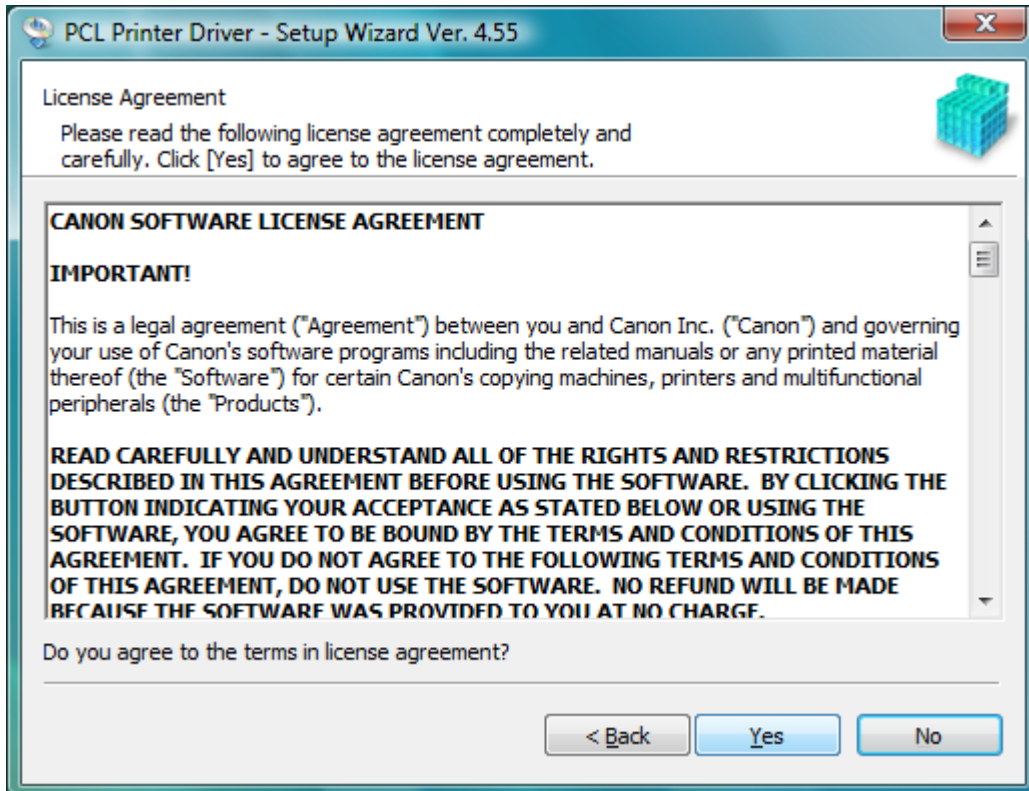 PCL Printer Driver - Setup Wizard Ver. 4.55
License Agreement
Please read the following license agreement completely and
carefully. Click [Yes] to agree to the license agreement.
CANON SOFTWARE LICENSE AGREEMENT
IMPORTANT!
This is a legal agreement ("Agreement") between you and Canon Inc. ("Canon") and governing
your use of Canon's software programs including the related manuals or any printed material
thereof (the "Software") for certain Canon's copying machines, printers and multifunctional
peripherals (the "Products").
READ CAREFULLY AND UNDERSTAND ALL OF THE RIGHTS AND RESTRICTIONS
DESCRIBED IN THIS AGREEMENT BEFORE USING THE SOFTWARE.  BY CLICKING THE
BUTTON INDICATING YOUR ACCEPTANCE AS STATED BELOW OR USING THE
SOFTWARE, YOU AGREE TO BE BOUND BY THE TERMS AND CONDITIONS OF THIS
AGREEMENT.  IF YOU DO NOT AGREE TO THE FOLLOWING TERMS AND CONDITIONS
OF THIS AGREEMENT, DO NOT USE THE SOFTWARE.  NO REFUND WILL BE MADE
BECAUSE THE SOFTWARE WAS PROVIDED TO YOU AT NO CHARGE.
Do you agree to the terms in license agreement?
< Back
Yes
No